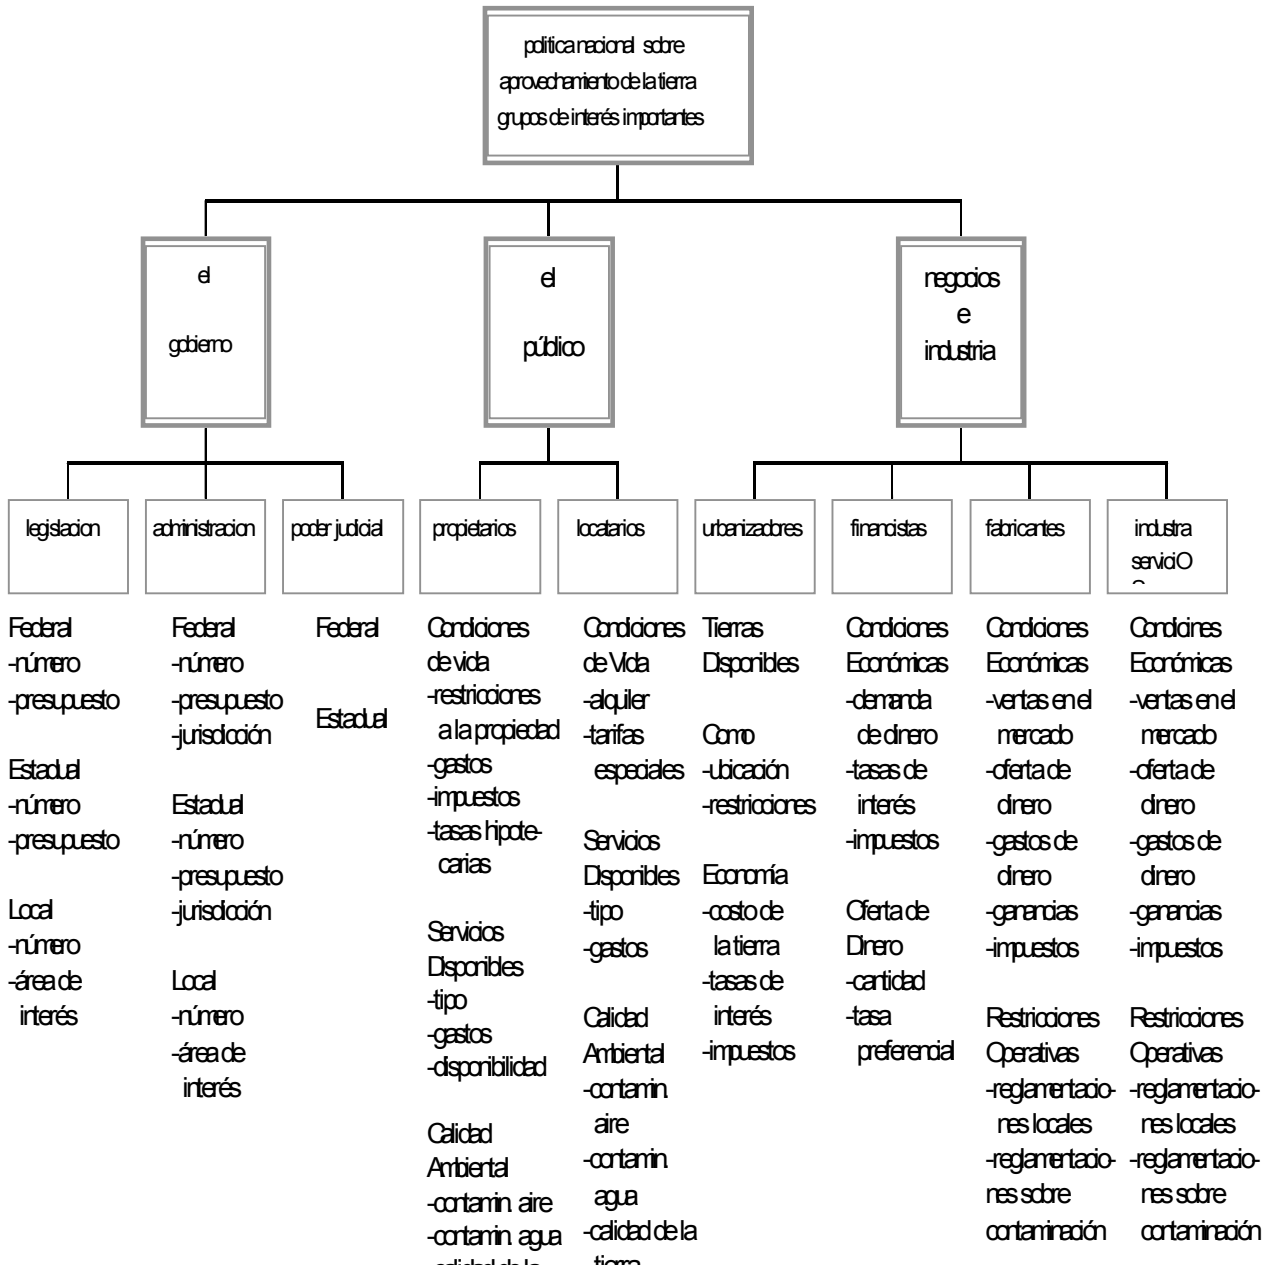 politica nacional sobre
aprovechamiento de la tierra
grupos de interés importantes
el
gobierno
el
público
negocios
e
industria
legislacion
administracion
poder judicial
propietarios
locatarios
urbanizadores
financistas
fabricantes
industra
serviciO
Federal
-número
-presupuesto
Estadual
-número
-presupuesto
Local
-número
-área de
interés
Federal
-número
-presupuesto
-jurisdicción
Estadual
-número
-presupuesto
-jurisdicción
Local
-número
-área de
interés
Federal
Estadual
Condiciones
de vida
-restricciones
a la propiedad
-gastos
-impuestos
-tasas hipote-
carias
Servicios
Disponibles
-tipo
-gastos
-disponibilidad
Calidad
Ambiental
-contamin. aire
-contamin. agua
-calidad de la
Condiciones
de Vida
-alquiler
-tarifas
especiales
Servicios
Disponibles
-tipo
-gastos
Calidad
Ambiental
-contamin.
aire
-contamin.
agua
-calidad de la
tierra
Tierras
Disponibles
Como
-ubicación
-restricciones
Economía
-costo de
la tierra
-tasas de
interés
-impuestos
Condiciones
Económicas
-demanda
de dinero
-tasas de
interés
-impuestos
Oferta de
Dinero
-cantidad
-tasa
preferencial
Condiciones
Económicas
-ventas en el
mercado
-oferta de
dinero
-gastos de
dinero
-ganancias
-impuestos
Restricciones
Operativas
-reglamentacio-
nes locales
-reglamentacio-
nes sobre
contaminación
Condicines
Económicas
-ventas en el
mercado
-oferta de
dinero
-gastos de
dinero
-ganancias
-impuestos
Restricciones
Operativas
-reglamentacio-
nes locales
-reglamentacio-
nes sobre
contaminación